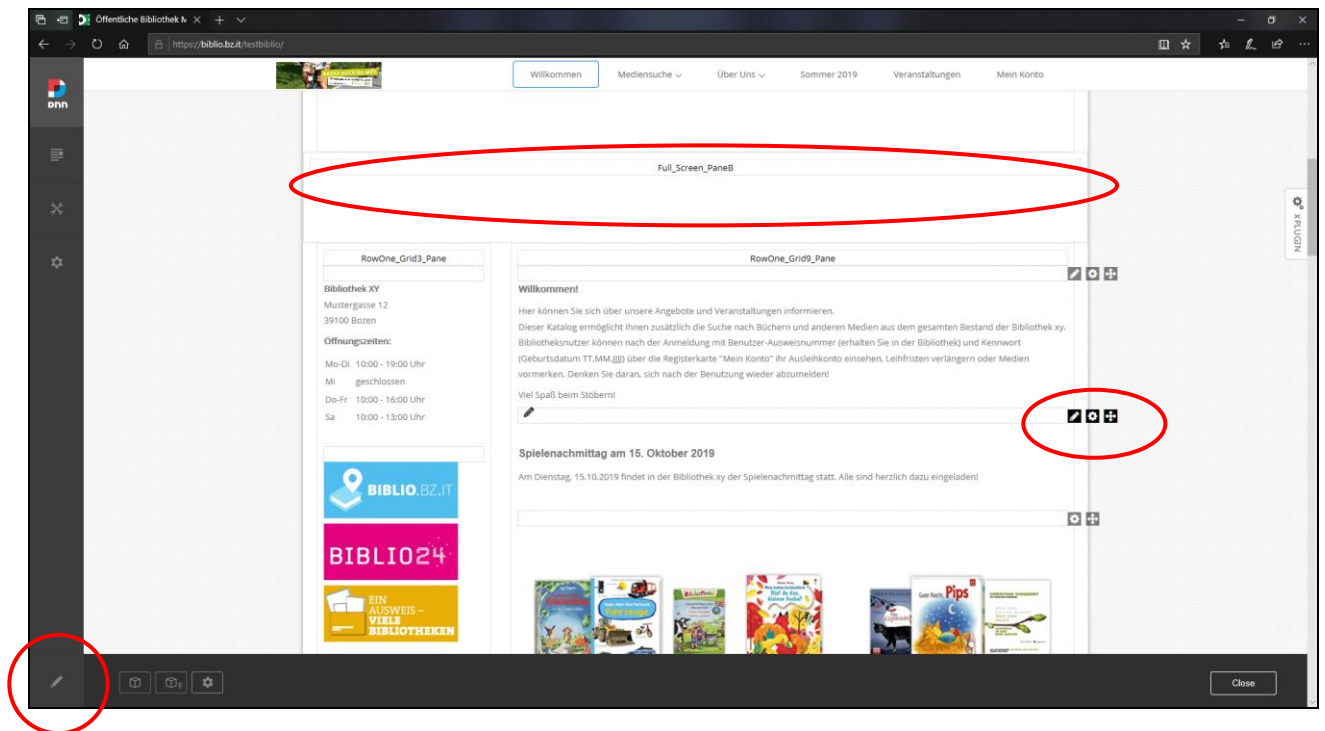 Öffentliche Bibliothek M
https://biblio.bz.it/testbiblio/
DNN
Willkommen Mediensuche Über Uns Sommer 2019 Veranstaltungen Mein Konto
Full_Screen_PaneB
XPLUGIN
RowOne_Grid3_Pane
Bibliothek XY
Mustergasse 12
39100 Bozen
Öffnungszeiten:
Mo-Di 10:00 - 19:00 Uhr
Mi geschlossen
Do-Fr 10:00 - 16:00 Uhr
Sa 10:00 - 13:00 Uhr
BIBLIO.BZ.IT
BIBLIO24
EIN
AUSWEIS –
VIELE
BIBLIOTHEKEN
RowOne_Grid9_Pane
Willkommen!
Hier können Sie sich über unsere Angebote und Veranstaltungen informieren.
Dieser Katalog ermöglicht Ihnen zusätzlich die Suche nach Büchern und anderen Medien aus dem gesamten Bestand der Bibliothek xy.
Bibliotheksnutzer können nach der Anmeldung mit Benutzer-Ausweisnummer (erhalten Sie in der Bibliothek) und Kennwort
(Geburtsdatum TT.MM.JJJJ) über die Registerkarte "Mein Konto" ihr Ausleihkonto einsehen, Leihfristen verlängern oder Medien
vormerken. Denken Sie daran, sich nach der Benutzung wieder abzumelden!
Viel Spaß beim Stöbern!
Spielenachmittag am 15. Oktober 2019
Am Dienstag, 15.10.2019 findet in der Bibliothek xy der Spielenachmittag statt. Alle sind herzlich dazu eingeladen!
Gute Nacht, Pips
E
Close